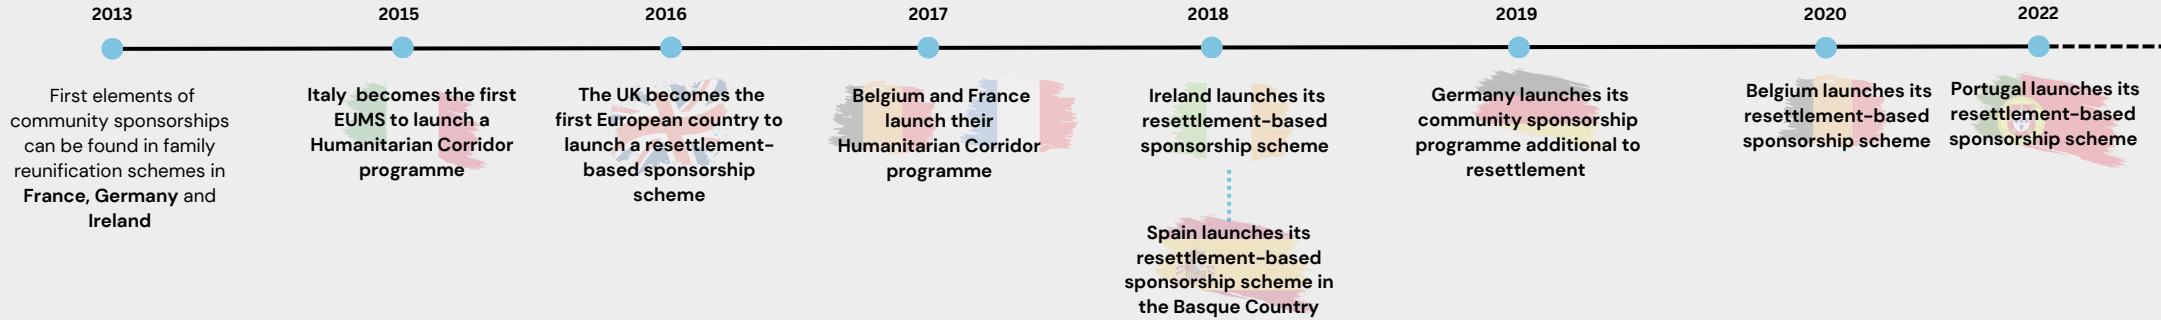 2013
First elements of
community sponsorships
can be found in family
reunification schemes in
France, Germany and
Ireland
2015
Italy becomes the first
EUMS to launch a
Humanitarian Corridor
programme
2016
The UK becomes the
first European country to
launch a resettlement-
based sponsorship
scheme
2017
Belgium and France
launch their
Humanitarian Corridor
programme
2018
Ireland launches its
resettlement-based
sponsorship scheme
Spain launches its
resettlement-based
sponsorship scheme in
the Basque Country
2019
Germany launches its
community sponsorship
programme additional to
resettlement
2020
Belgium launches its
resettlement-based
sponsorship scheme
2022
Portugal launches its
resettlement-based
sponsorship scheme